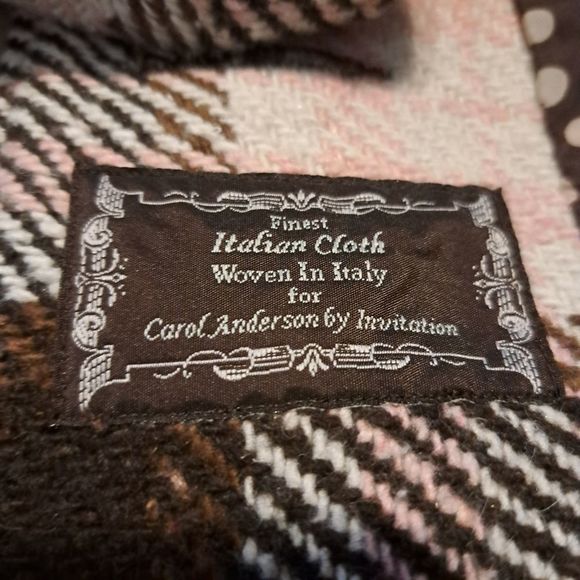 Finest
Italian Cloth
Woven In Italy
for
Carol Anderson by Invitation